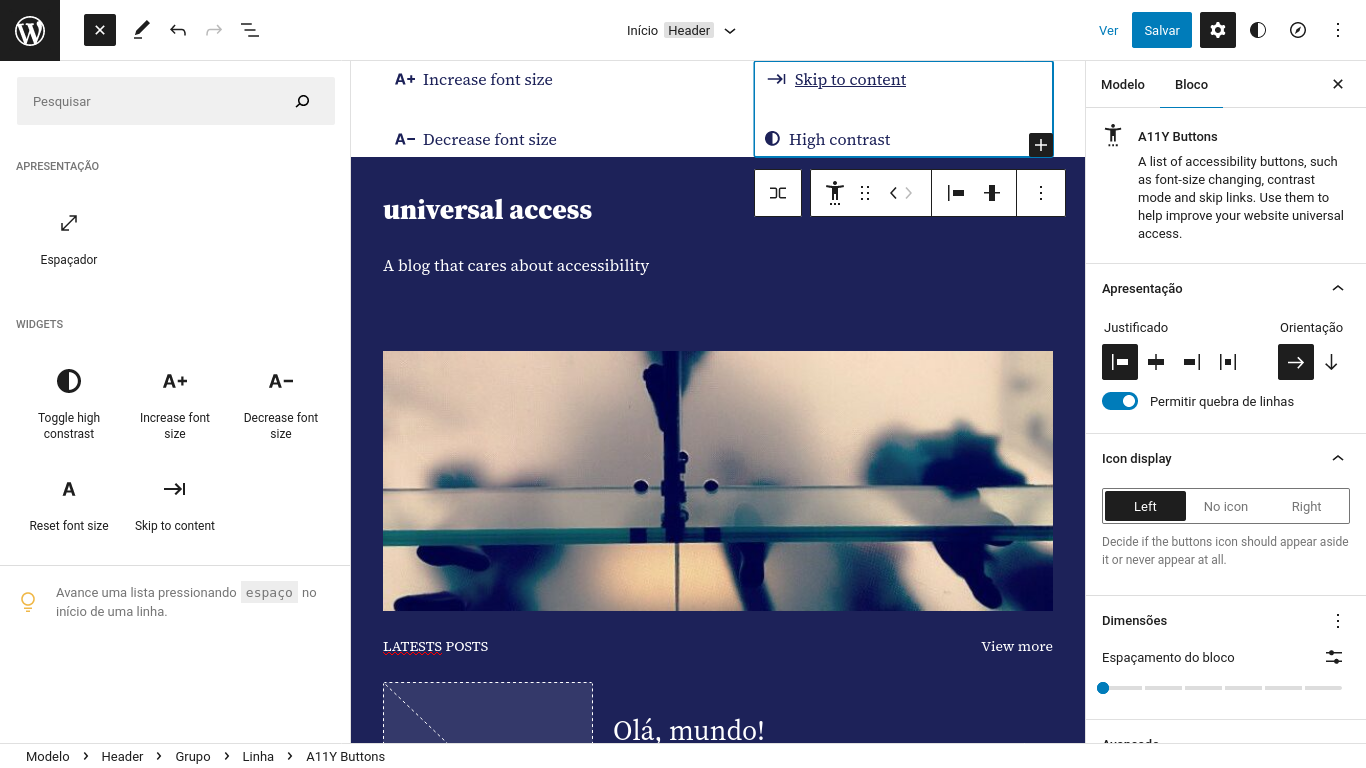 Início Header
Ver
Salvar
Pesquisar
APRESENTAÇÃO
Espaçador
WIDGETS
Toggle high
constrast
A+
Increase font
size
A−
Decrease font
size
A
Reset font size
Skip to content
Avance uma lista pressionando espaço no
início de uma linha.
A+ Increase font size
Skip to content
A− Decrease font size
High contrast
universal access
A blog that cares about accessibility
LATESTS POSTS
View more
Olá, mundo!
Modelo
Bloco
A11Y Buttons
A list of accessibility buttons, such
as font-size changing, contrast
mode and skip links. Use them to
help improve your website universal
access.
Apresentação
Justificado
Orientação
Permitir quebra de linhas
Icon display
Left
No icon
Right
Decide if the buttons icon should appear aside
it or never appear at all.
Dimensões
Espaçamento do bloco
Avançado
Modelo > Header > Grupo > Linha > A11Y Buttons